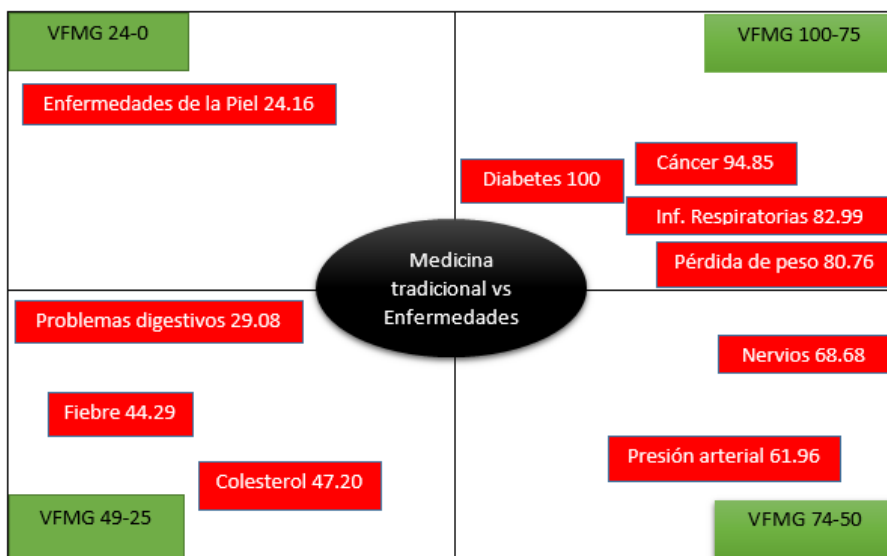 VFMG 24-0
VFMG 100-75
Enfermedades de la Piel 24.16
Diabetes 100
Cáncer 94.85
Inf. Respiratorias 82.99
Pérdida de peso 80.76
Medicina
tradicional vs
Enfermedades
Problemas digestivos 29.08
Nervios 68.68
Fiebre 44.29
Presión arterial 61.96
Colesterol 47.20
VFMG 49-25
VFMG 74-50